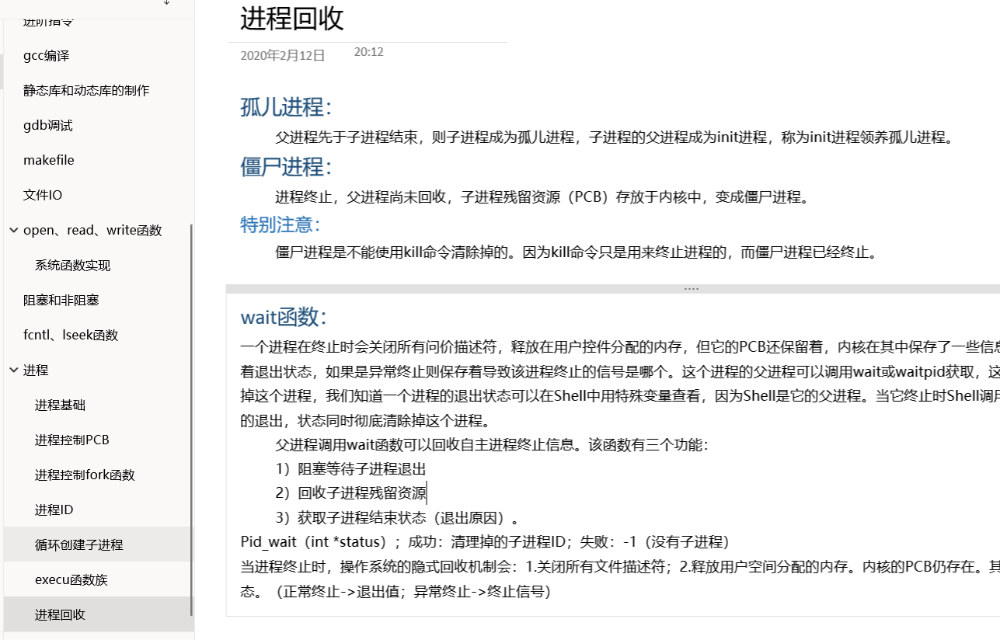 进阶指令
gcc编译
静态库和动态库的制作
gdb调试
makefile
文件IO
open、read、write函数
系统函数实现
阻塞和非阻塞
fcntl、lseek函数
进程
进程基础
进程控制PCB
进程控制fork函数
进程ID
循环创建子进程
execu函数族
进程回收
进程回收
2020年2月12日 20:12
孤儿进程：
父进程先于子进程结束，则子进程成为孤儿进程，子进程的父进程成为init进程，称为init进程领养孤儿进程。
僵尸进程：
进程终止，父进程尚未回收，子进程残留资源（PCB）存放于内核中，变成僵尸进程。
特别注意：
僵尸进程是不能使用kill命令清除掉的。因为kill命令只是用来终止进程的，而僵尸进程已经终止。
wait函数：
一个进程在终止时会关闭所有问价描述符，释放在用户控件分配的内存，但它的PCB还保留着，内核在其中保存了一些信息
着退出状态，如果是异常终止则保存着导致该进程终止的信号是哪个。这个进程的父进程可以调用wait或waitpid获取，这
掉这个进程，我们知道一个进程的退出状态可以在Shell中用特殊变量查看，因为Shell是它的父进程。当它终止时Shell调用
的退出，状态同时彻底清除掉这个进程。
父进程调用wait函数可以回收自主进程终止信息。该函数有三个功能：
1）阻塞等待子进程退出
2）回收子进程残留资源
3）获取子进程结束状态（退出原因）。
Pid_wait（int *status）；成功：清理掉的子进程ID；失败：-1（没有子进程）
当进程终止时，操作系统的隐式回收机制会：1.关闭所有文件描述符；2.释放用户空间分配的内存。内核的PCB仍存在。其
态。（正常终止->退出值；异常终止->终止信号）